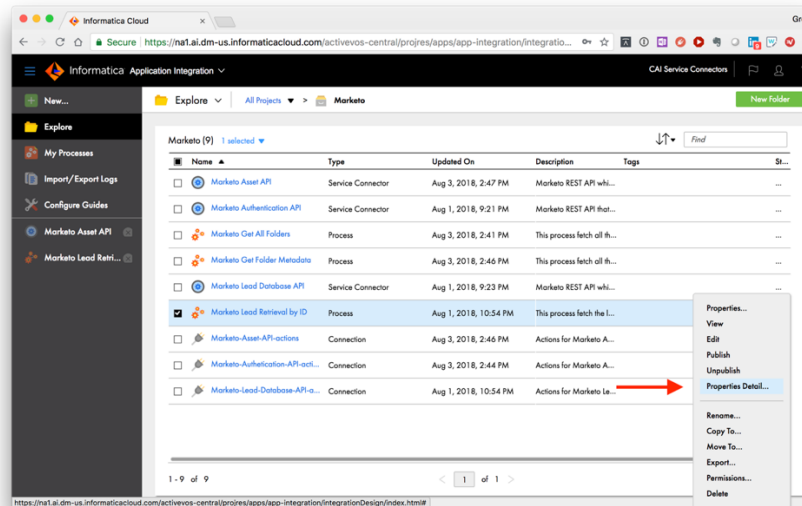 Informatica Cloud
Gr
Secure | https://na1.ai.dm-us.informaticacloud.com/activevos-central/projres/apps/app-integration/integratio...
Informatica Application Integration
CAI Service Connectors
New...
Explore
My Processes
Import/Export Logs
Configure Guides
Marketo Asset API
Marketo Lead Retri...
Explore All Projects > Marketo
New Folder
Marketo (9) 1 selected
Find
Name Type Updated On Description Tags St...
Marketo Asset API Service Connector Aug 3, 2018, 2:47 PM Marketo REST API whi... ...
Marketo Authentication API Service Connector Aug 1, 2018, 9:21 PM Marketo REST API that... ...
Marketo Get All Folders Process Aug 3, 2018, 2:41 PM This process fetch all th... ...
Marketo Get Folder Metadata Process Aug 3, 2018, 2:46 PM This process fetch all th... ...
Marketo Lead Database API Service Connector Aug 1, 2018, 9:23 PM Marketo REST API whi... ...
Marketo Lead Retrieval by ID Process Aug 1, 2018, 10:54 PM This process fetch the l...
Marketo-Asset-API-actions Connection Aug 3, 2018, 2:46 PM Actions for Marketo A...
Marketo-Authetication-API-acti... Connection Aug 3, 2018, 2:44 PM Actions for Marketo A...
Marketo-Lead-Database-API-a... Connection Aug 1, 2018, 10:54 PM Actions for Marketo Le...
Properties...
View
Edit
Publish
Unpublish
Properties Detail...
Rename...
Copy To...
Move To...
Export...
Permissions...
Delete
1 - 9 of 9
< 1 of 1 >
https://na1.ai.dm-us.informaticacloud.com/activevos-central/projres/apps/app-integration/integrationDesign/index.html#